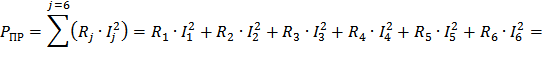 P_ПР = ∑^{j=6} (R_j · I_j^2) = R_1 · I_1^2 + R_2 · I_2^2 + R_3 · I_3^2 + R_4 · I_4^2 + R_5 · I_5^2 + R_6 · I_6^2 =